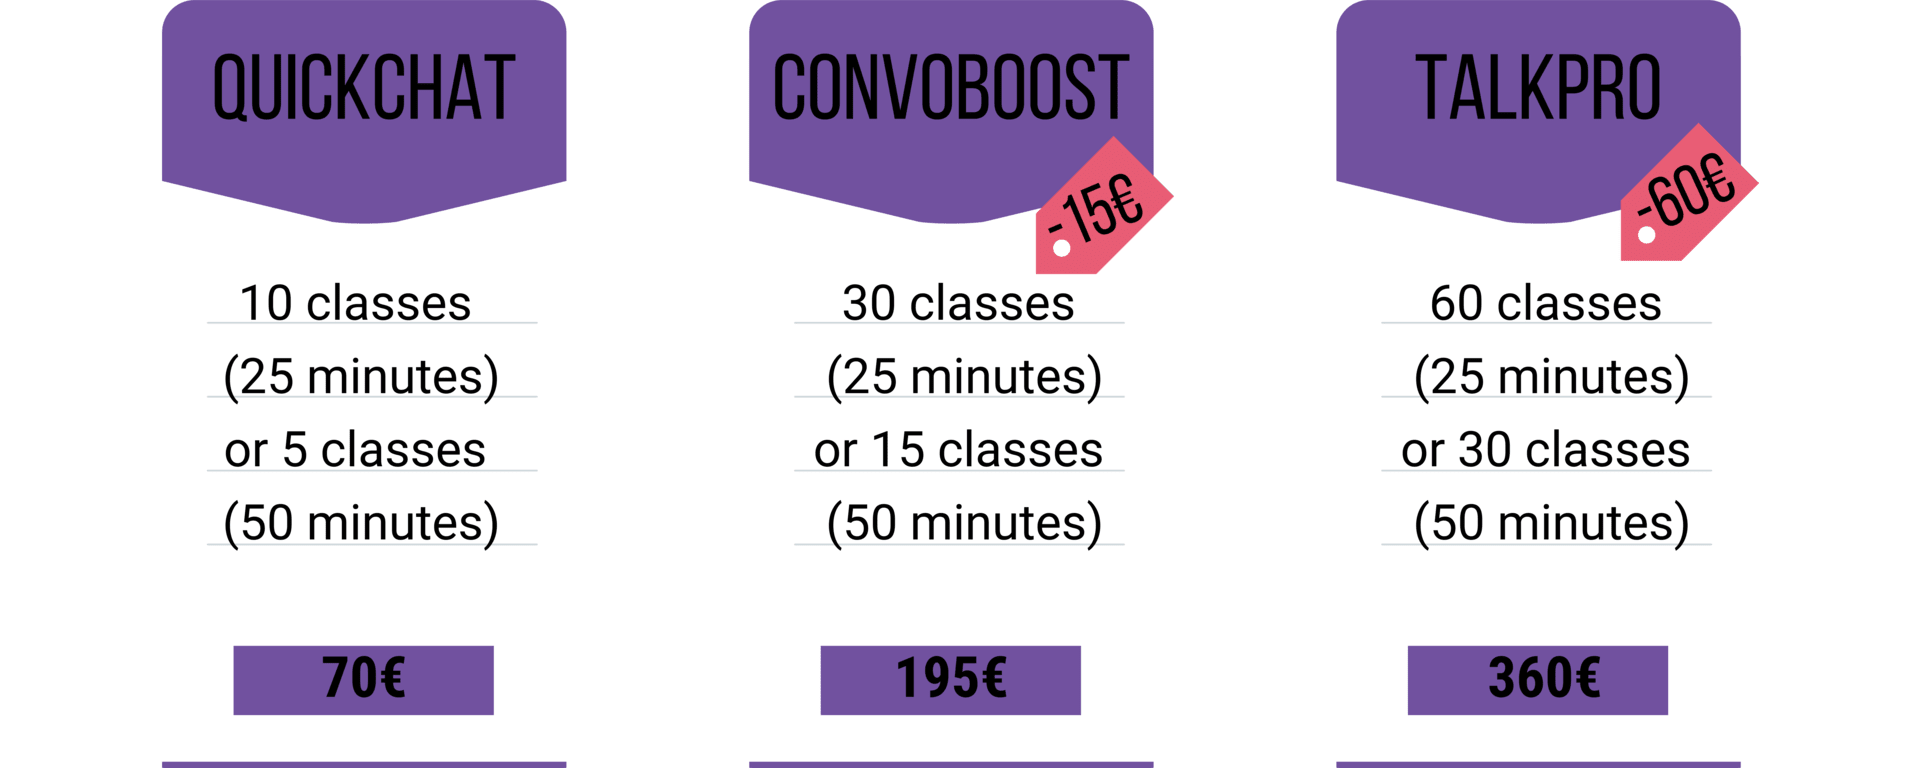 QUICKCHAT
10 classes
(25 minutes)
or 5 classes
(50 minutes)
70€
CONVOBOOST
-15€
30 classes
(25 minutes)
or 15 classes
(50 minutes)
195€
TALKPRO
-60€
60 classes
(25 minutes)
or 30 classes
(50 minutes)
360€